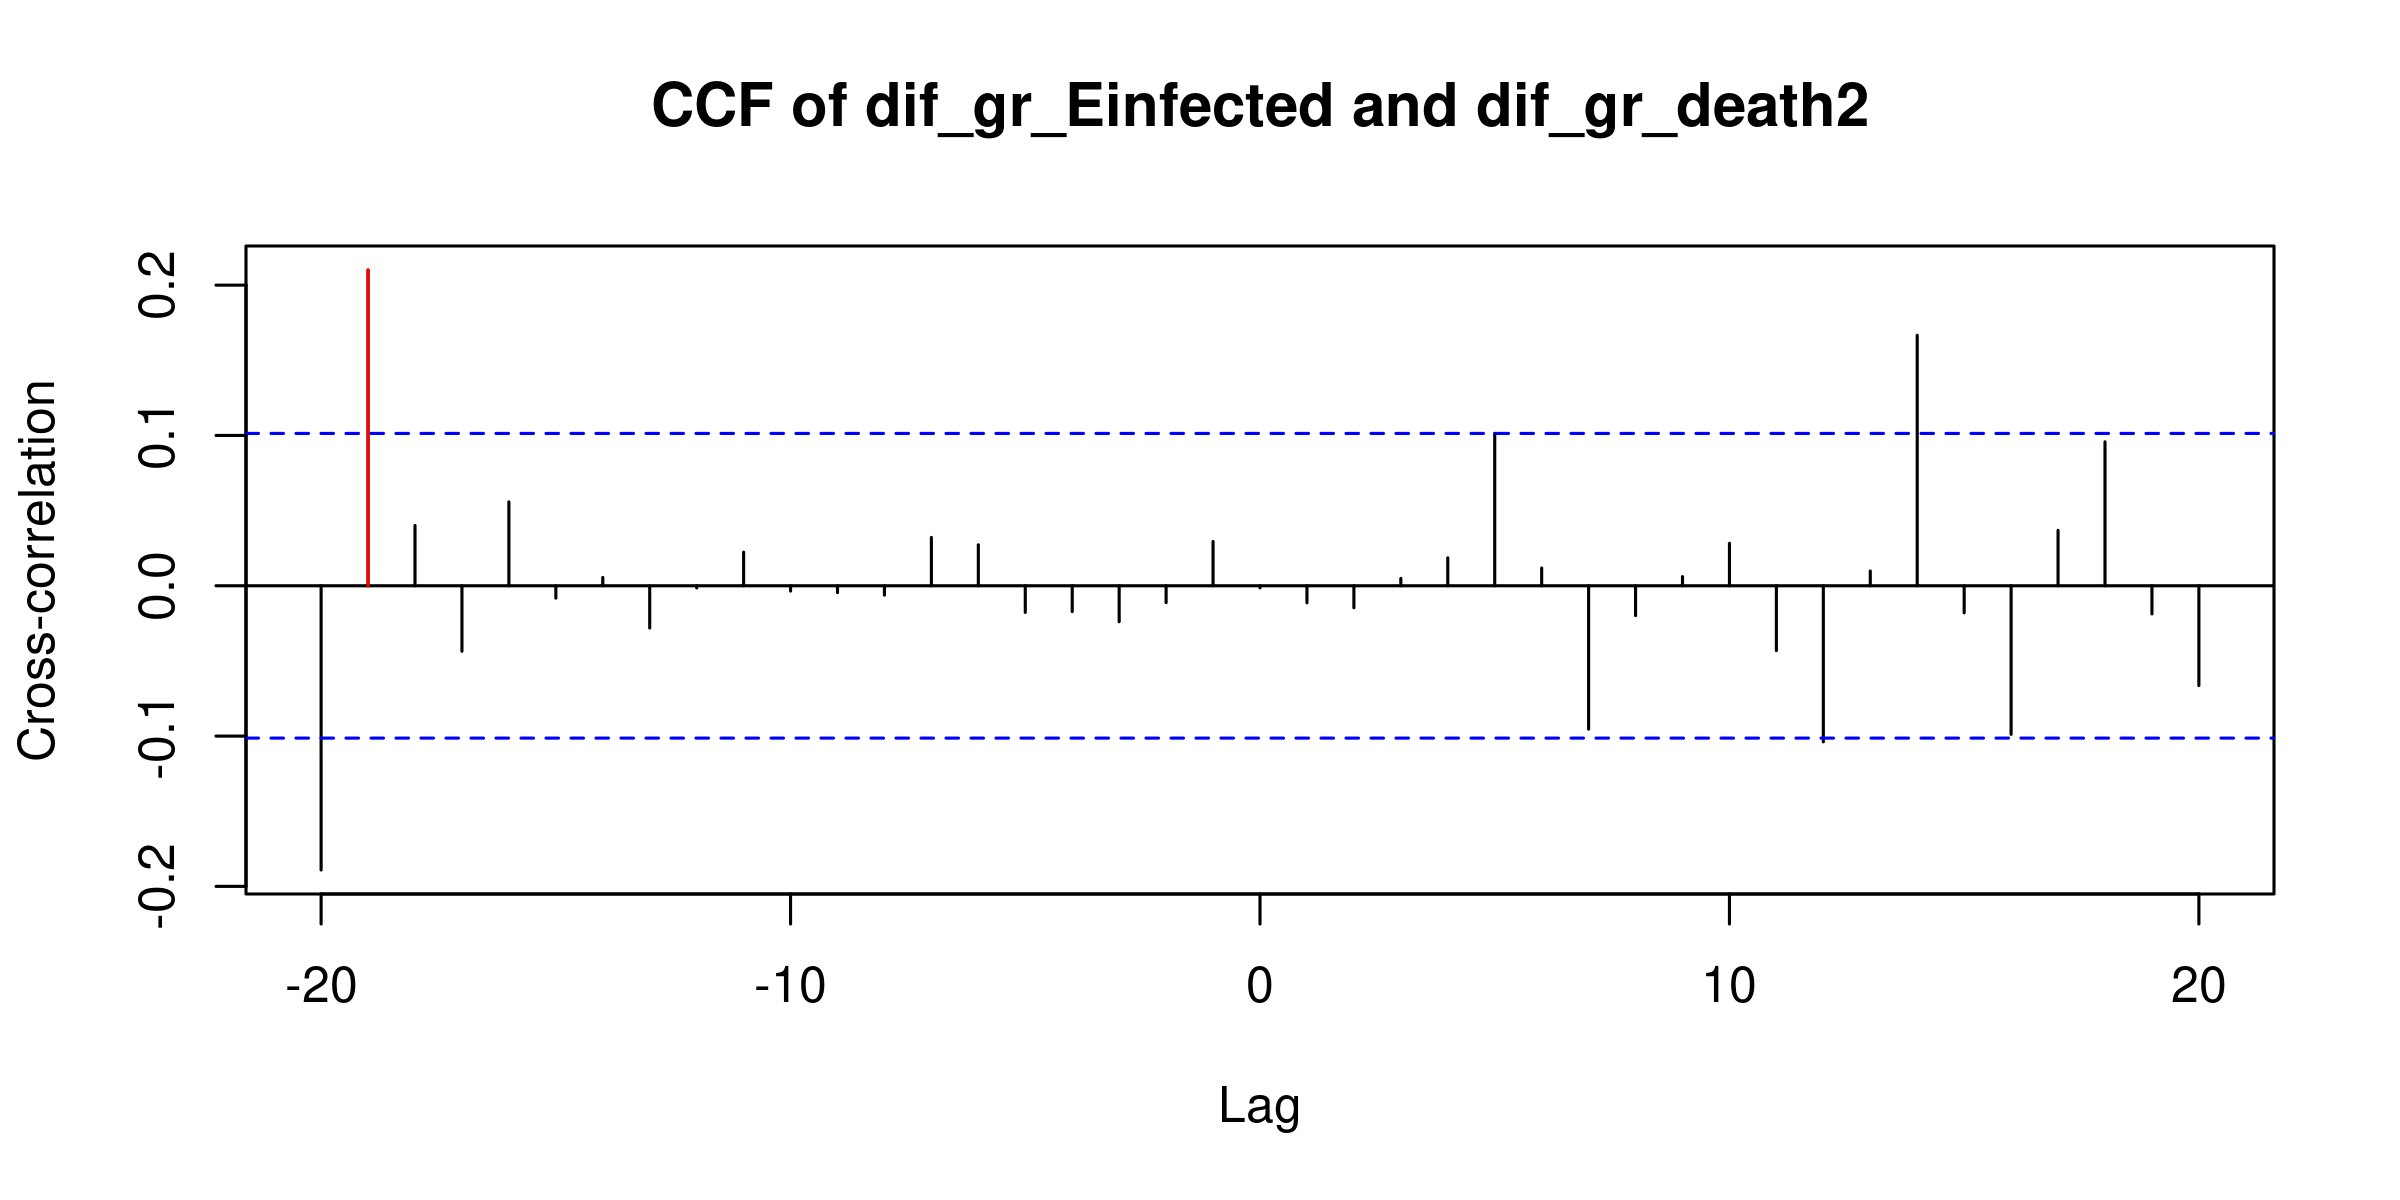 CCF of dif_gr_Einfected and dif_gr_death2
Cross-correlation
0.2
0.1
0.0
-0.1
-0.2
-20 -10 0 10 20
Lag